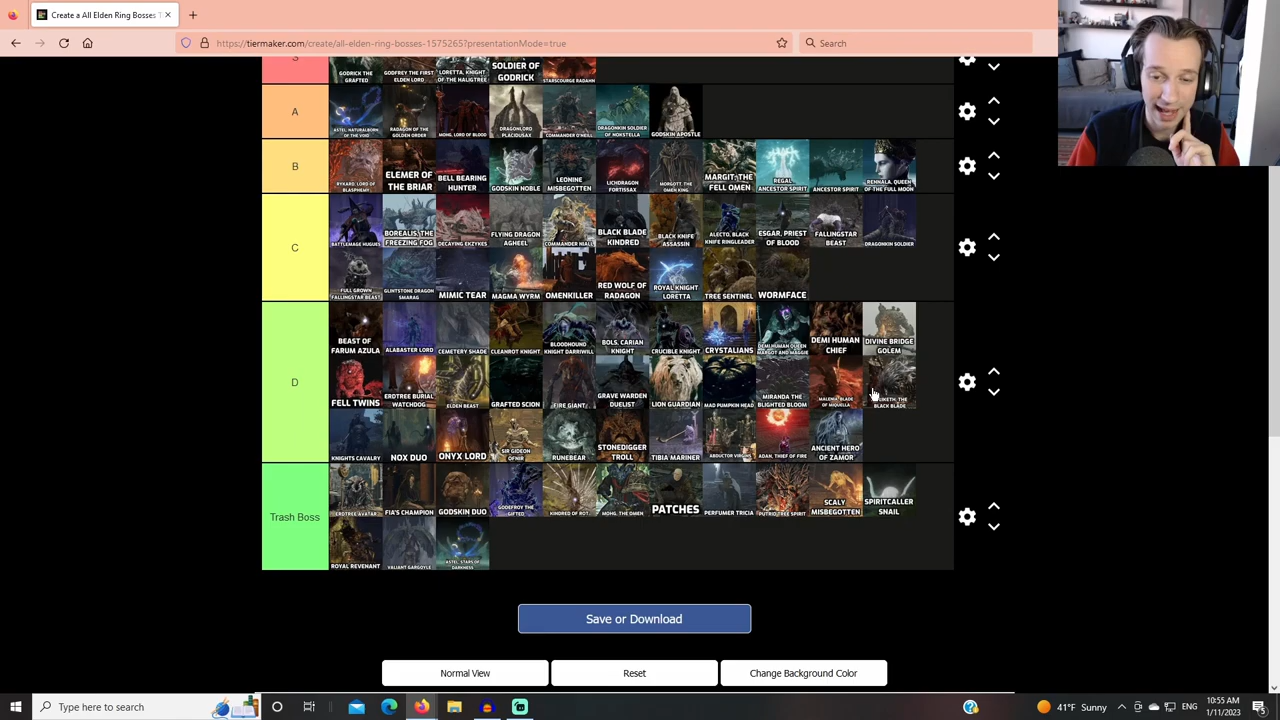 Create a All Elden Ring Bosses T
https://tiermaker.com/create/all-elden-ring-bosses-1575265?presentationMode=true
Search
S
GODRICK THE GRAFTED
GODFREY THE FIRST ELDEN LORD
LORETTA, KNIGHT OF THE HALIGTREE
SOLDIER OF GODRICK
STARSCOURGE RADAHN
A
ASTEL, NATURALBORN OF THE VOID
RADAGON OF THE GOLDEN ORDER
MOHG, LORD OF BLOOD
DRAGONLORD PLACIDUSAX
COMMANDER O'NEILL
DRAGONKIN SOLDIER OF NOKSTELLA
GODSKIN APOSTLE
B
RYKARD, LORD OF BLASPHEMY
ELEMER OF THE BRIAR
BELL BEARING HUNTER
GODSKIN NOBLE
LEONINE MISBEGOTTEN
LICHDRAGON FORTISSAX
MORGOTT, THE OMEN KING
MARGIT, THE FELL OMEN
REGAL ANCESTOR SPIRIT
ANCESTOR SPIRIT
RENNALA, QUEEN OF THE FULL MOON
C
BATTLEMAGE HUGUES
BOREALIS, THE FREEZING FOG
DECAYING EKZYKES
FLYING DRAGON AGHEEL
COMMANDER NIALL
BLACK BLADE KINDRED
BLACK KNIFE ASSASSIN
ALECTO, BLACK KNIFE RINGLEADER
ESGAR, PRIEST OF BLOOD
FALLINGSTAR BEAST
DRAGONKIN SOLDIER
FULL GROWN FALLINGSTAR BEAST
GLINTSTONE DRAGON SMARAG
MIMIC TEAR
MAGMA WYRM
OMENKILLER
RED WOLF OF RADAGON
ROYAL KNIGHT LORETTA
TREE SENTINEL
WORMFACE
D
BEAST OF FARUM AZULA
ALABASTER LORD
CEMETERY SHADE
CLEANROT KNIGHT
BLOODHOUND KNIGHT DARRIWILL
BOLS, CARIAN KNIGHT
CRUCIBLE KNIGHT
CRYSTALIANS
DEMI HUMAN QUEEN MARGOT AND MAGGIE
DEMI HUMAN CHIEF
DIVINE BRIDGE GOLEM
FELL TWINS
ERDTREE BURIAL WATCHDOG
ELDEN BEAST
GRAFTED SCION
FIRE GIANT
GRAVE WARDEN DUELIST
LION GUARDIAN
MAD PUMPKIN HEAD
MIRANDA THE BLIGHTED BLOOM
MALENIA, BLADE OF MIQUELLA
THE BLACK BLADE
KNIGHTS CAVALRY
NOX DUO
ONYX LORD
SIR GIDEON OFNIR
RUNEBEAR
STONEDIGGER TROLL
TIBIA MARINER
ABDUCTOR VIRGINS
ADAN, THIEF OF FIRE
ANCIENT HERO OF ZAMOR
Trash Boss
ERDTREE AVATAR
FIA'S CHAMPION
GODSKIN DUO
GODEFROY THE GRAFTED
KINDRED OF ROT
MOHG, THE OMEN
PATCHES
PERFUMER TRICIA
PUTRID TREE SPIRIT
SCALY MISBEGOTTEN
SPIRITCALLER SNAIL
ROYAL REVENANT
VALIANT GARGOYLE
ASTEL, STARS OF DARKNESS
Save or Download
Normal View
Reset
Change Background Color
Type here to search
41°F Sunny
10:55 AM
1/11/2023
5